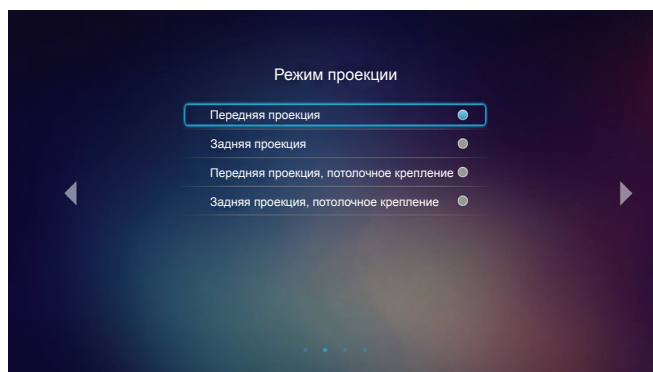 Режим проекции
Передняя проекция
Задняя проекция
Передняя проекция, потолочное крепление
Задняя проекция, потолочное крепление